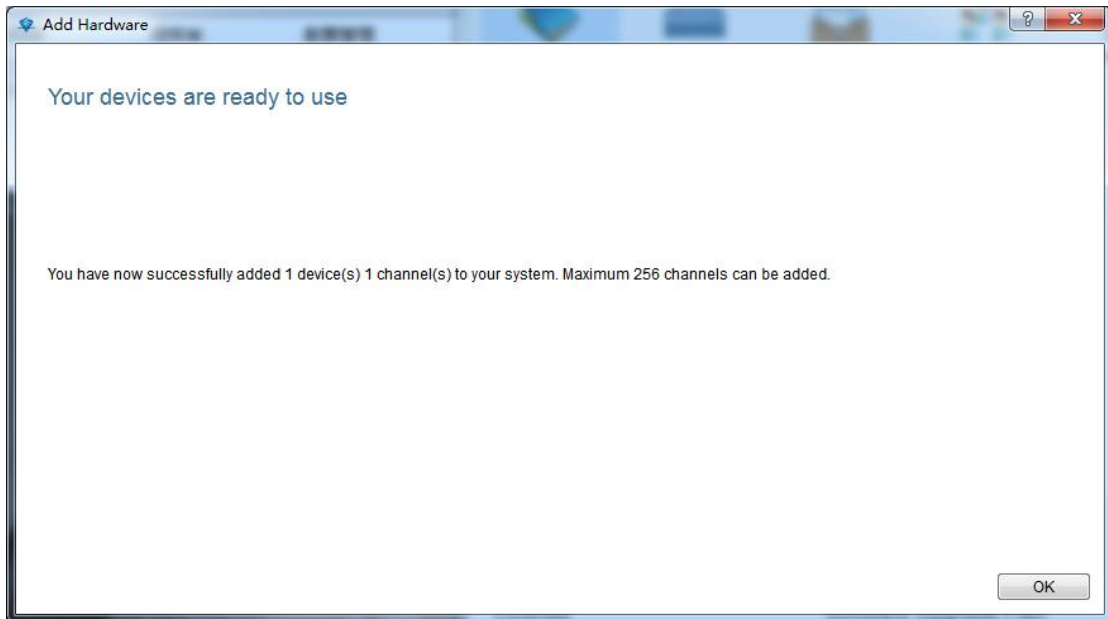 Add Hardware
?
X
Your devices are ready to use
You have now successfully added 1 device(s) 1 channel(s) to your system. Maximum 256 channels can be added.
OK